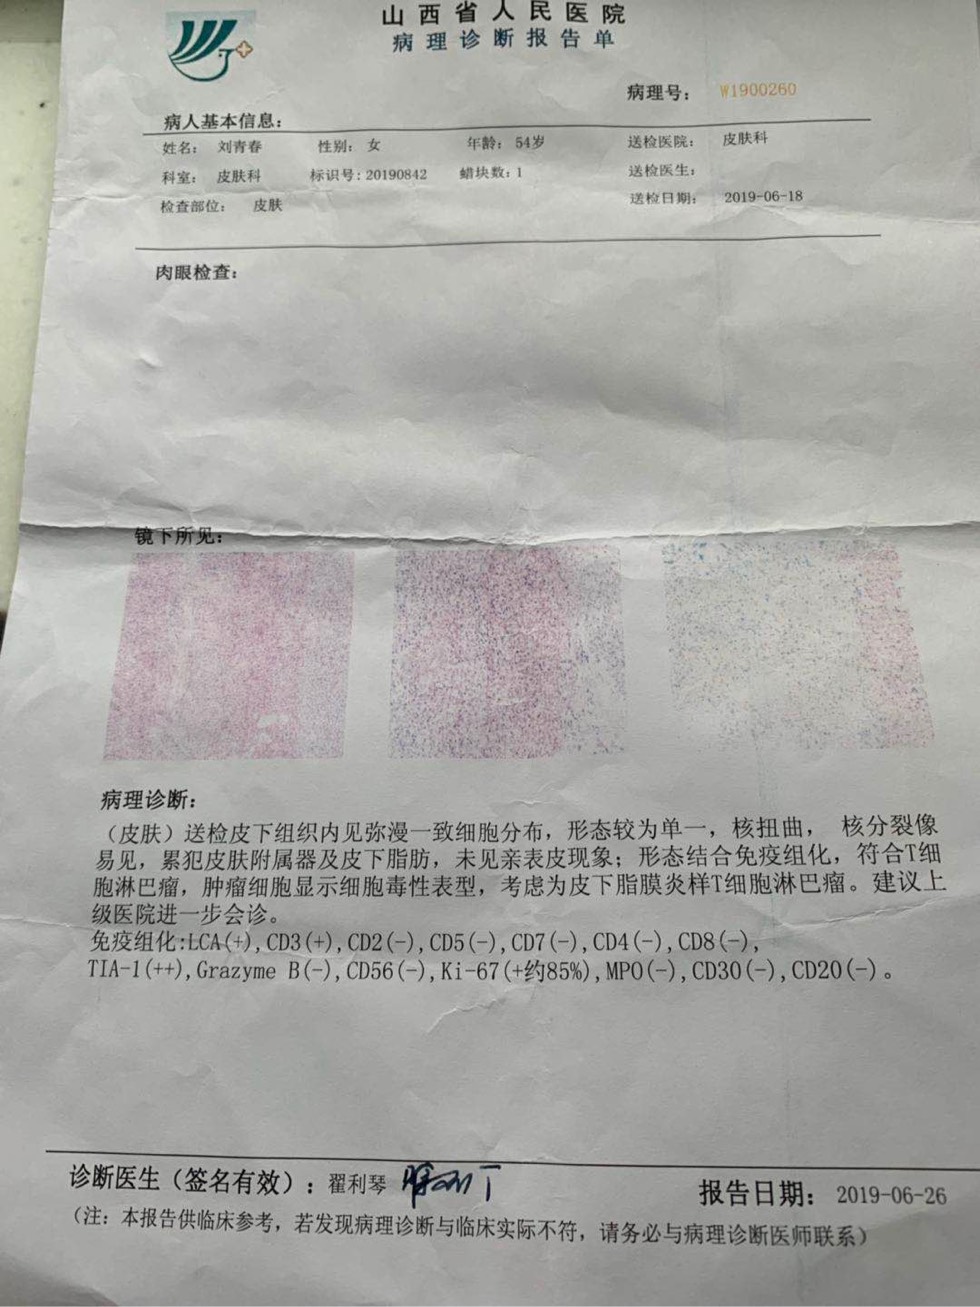 山西省人民医院
病理诊断报告单
病理号： W1900260
病人基本信息：
姓名： 刘青春 性别： 女 年龄： 54岁 送检医院： 皮肤科
科室： 皮肤科 标识号：20190842 蜡块数：1 送检医生：
检查部位： 皮肤 送检日期： 2019-06-18
肉眼检查：
镜下所见：
病理诊断：
（皮肤）送检皮下组织内见弥漫一致细胞分布，形态较为单一，核扭曲， 核分裂像
易见，累犯皮肤附属器及皮下脂肪，未见亲表皮现象；形态结合免疫组化，符合T细
胞淋巴瘤，肿瘤细胞显示细胞毒性表型，考虑为皮下脂膜炎样T细胞淋巴瘤。建议上
级医院进一步会诊。
免疫组化:LCA(+),CD3(+),CD2(-),CD5(-),CD7(-),CD4(-),CD8(-),
TIA-1(++),Grazyme B(-),CD56(-),Ki-67(+约85%),MPO(-),CD30(-),CD20(-)。
诊断医生（签名有效）：翟利琴
报告日期： 2019-06-26
（注：本报告供临床参考，若发现病理诊断与临床实际不符，请务必与病理诊断医师联系）